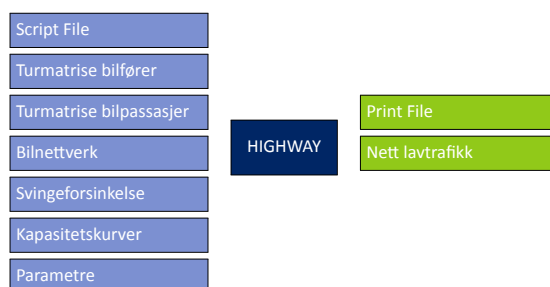 Script File
Turmatrise bilfører
Turmatrise bilpassasjer
Bilnettverk
Svingeforsinkelse
Kapasitetskurver
Parametre
HIGHWAY
Print File
Nett lavtrafikk